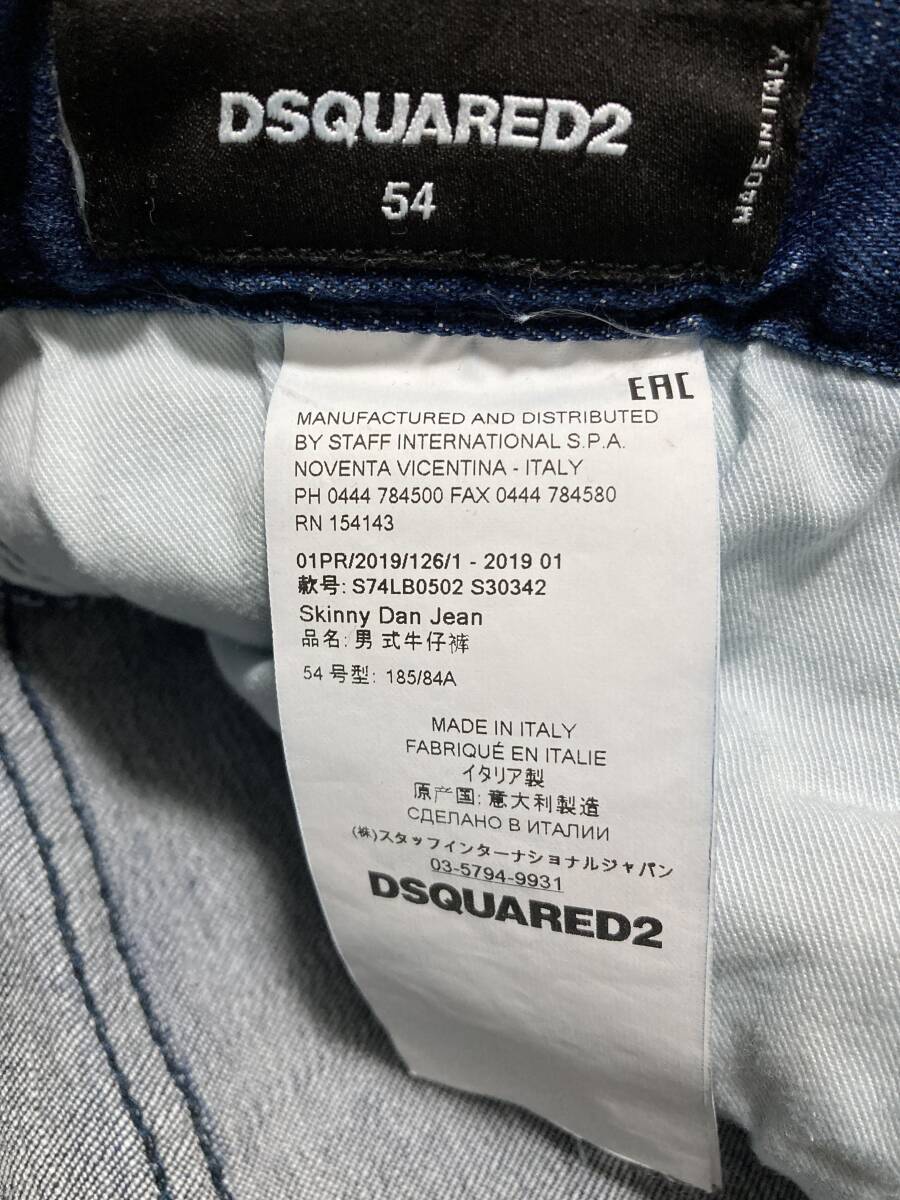 DSQUARED2
54
MADE IN ITALY
EAC
MANUFACTURED AND DISTRIBUTED
BY STAFF INTERNATIONAL S.P.A.
NOVENTA VICENTINA - ITALY
PH 0444 784500 FAX 0444 784580
RN 154143
01PR/2019/126/1 - 2019 01
款号: S74LB0502 S30342
Skinny Dan Jean
品名: 男 式牛仔裤
54 号型: 185/84A
MADE IN ITALY
FABRIQUÉ EN ITALIE
イタリア製
原产国: 意大利製造
СДЕЛАНО В ИТАЛИИ
(株)スタッフインターナショナルジャパン
03-5794-9931
DSQUARED2